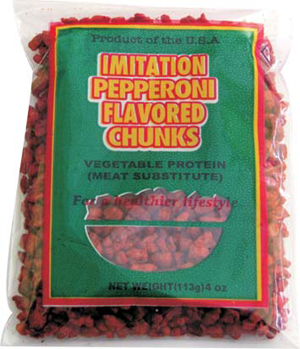 Product of the U.S.A
IMITATION
PEPPERONI
FLAVORED
CHUNKS
VEGETABLE PROTEIN
(MEAT SUBSTITUTE)
For a healthier lifestyle
NET WEIGHT(113g)4 oz